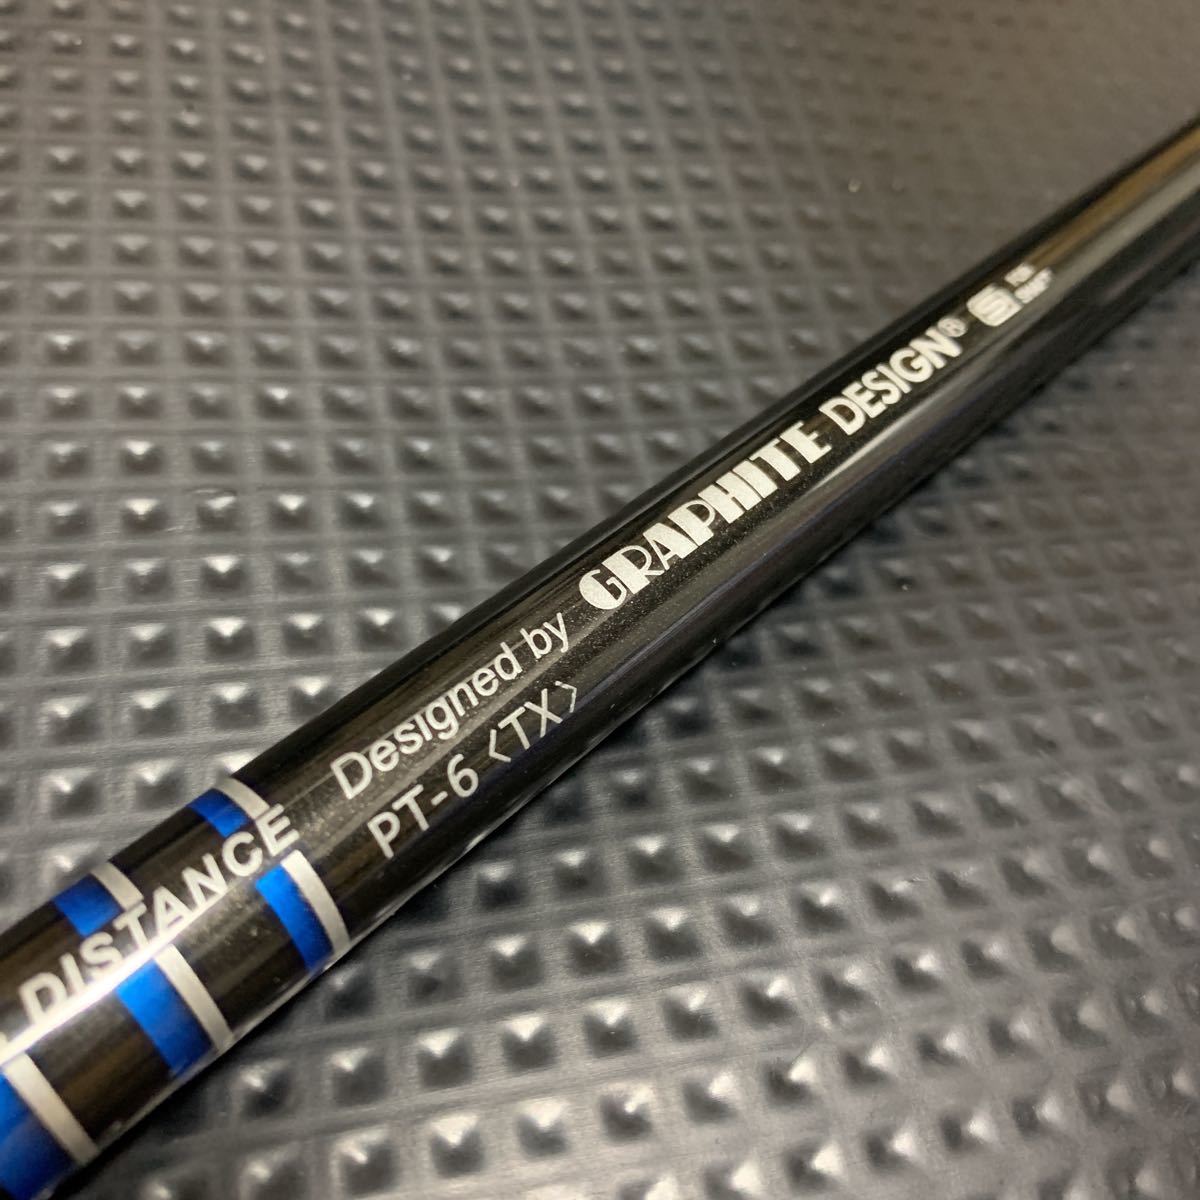 DISTANCE
Designed by GRAPHITE DESIGN®
PT-6 <TX>